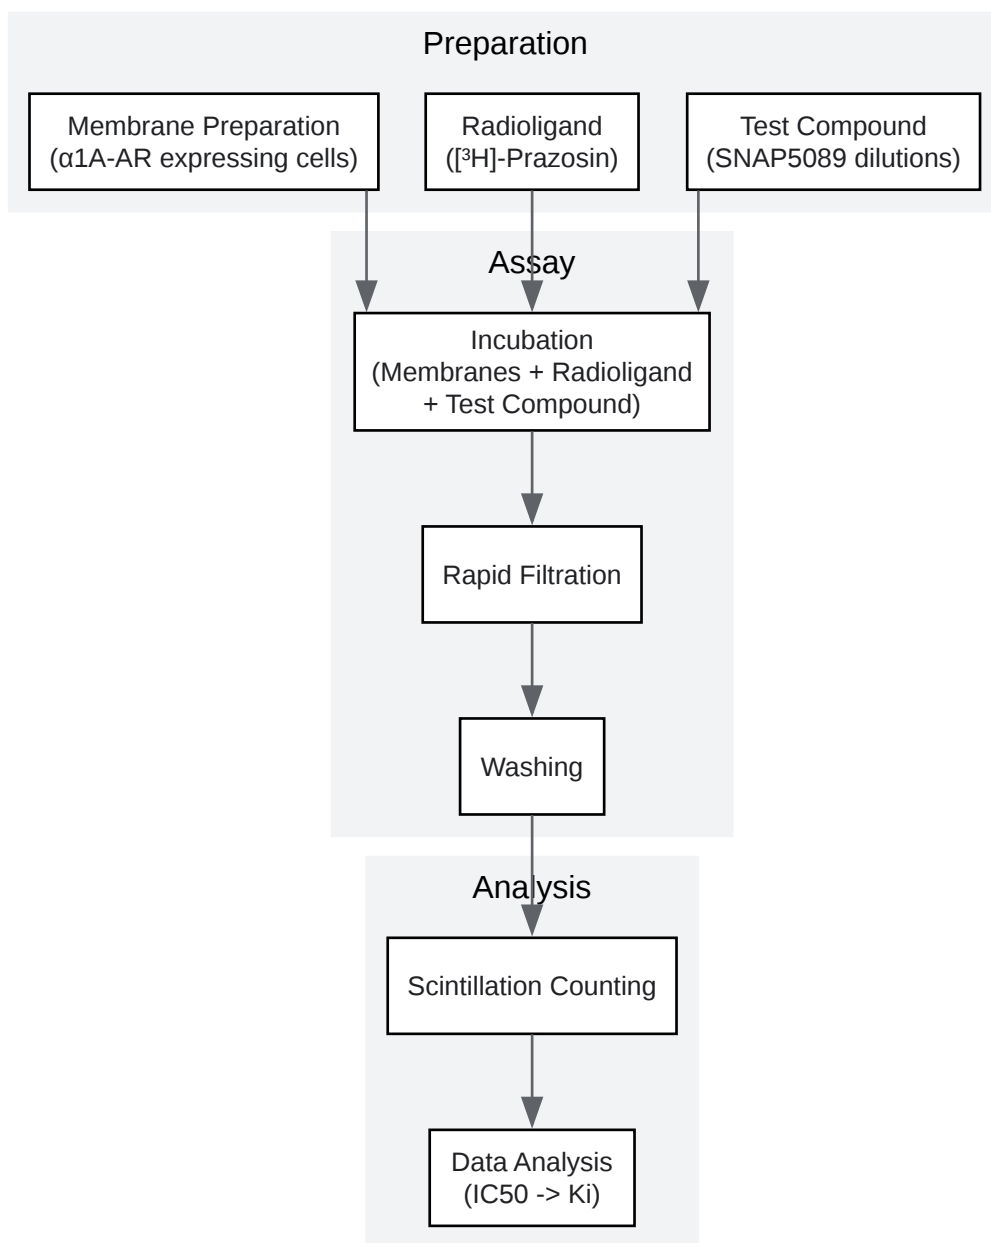 Preparation
Membrane Preparation
(α1A-AR expressing cells)
Radioligand
([³H]-Prazosin)
Test Compound
(SNAP5089 dilutions)
Assay
Incubation
(Membranes + Radioligand
+ Test Compound)
Rapid Filtration
Washing
Analysis
Scintillation Counting
Data Analysis
(IC50 -> Ki)